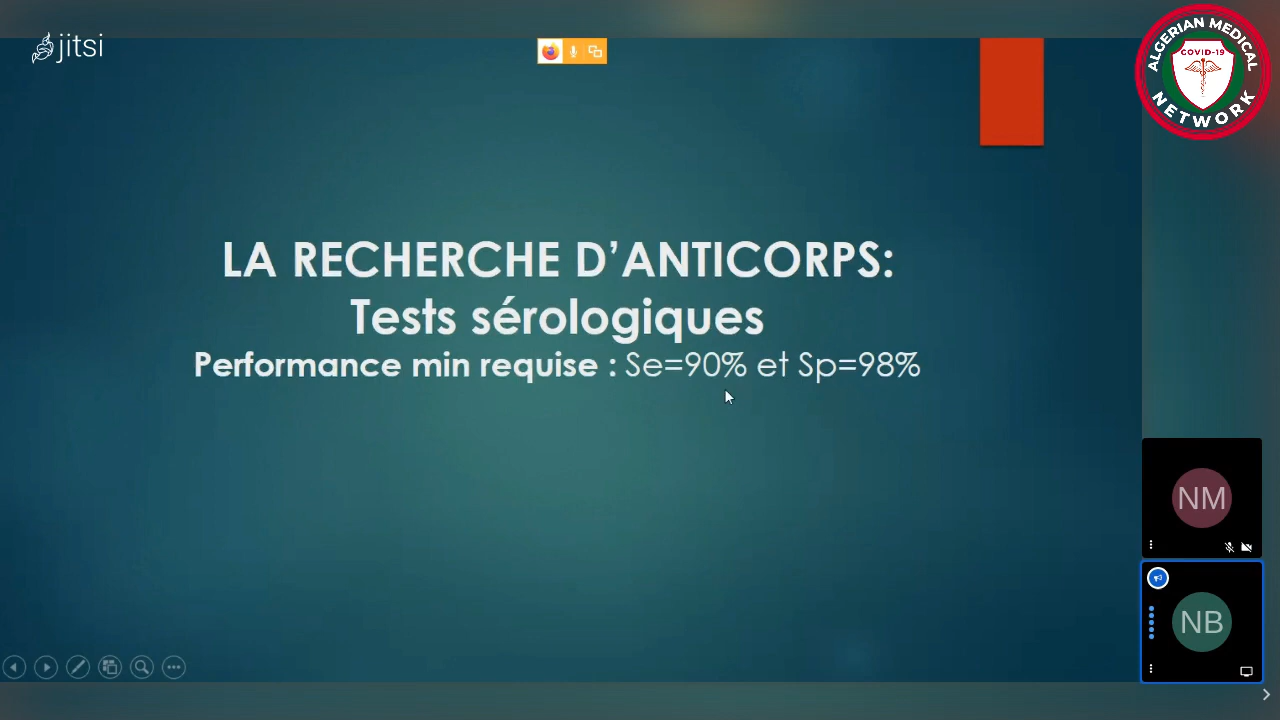 jitsi
ALGERIAN MEDICAL
COVID-19
NETWORK
LA RECHERCHE D’ANTICORPS:
Tests sérologiques
Performance min requise : Se=90% et Sp=98%
NM
NB